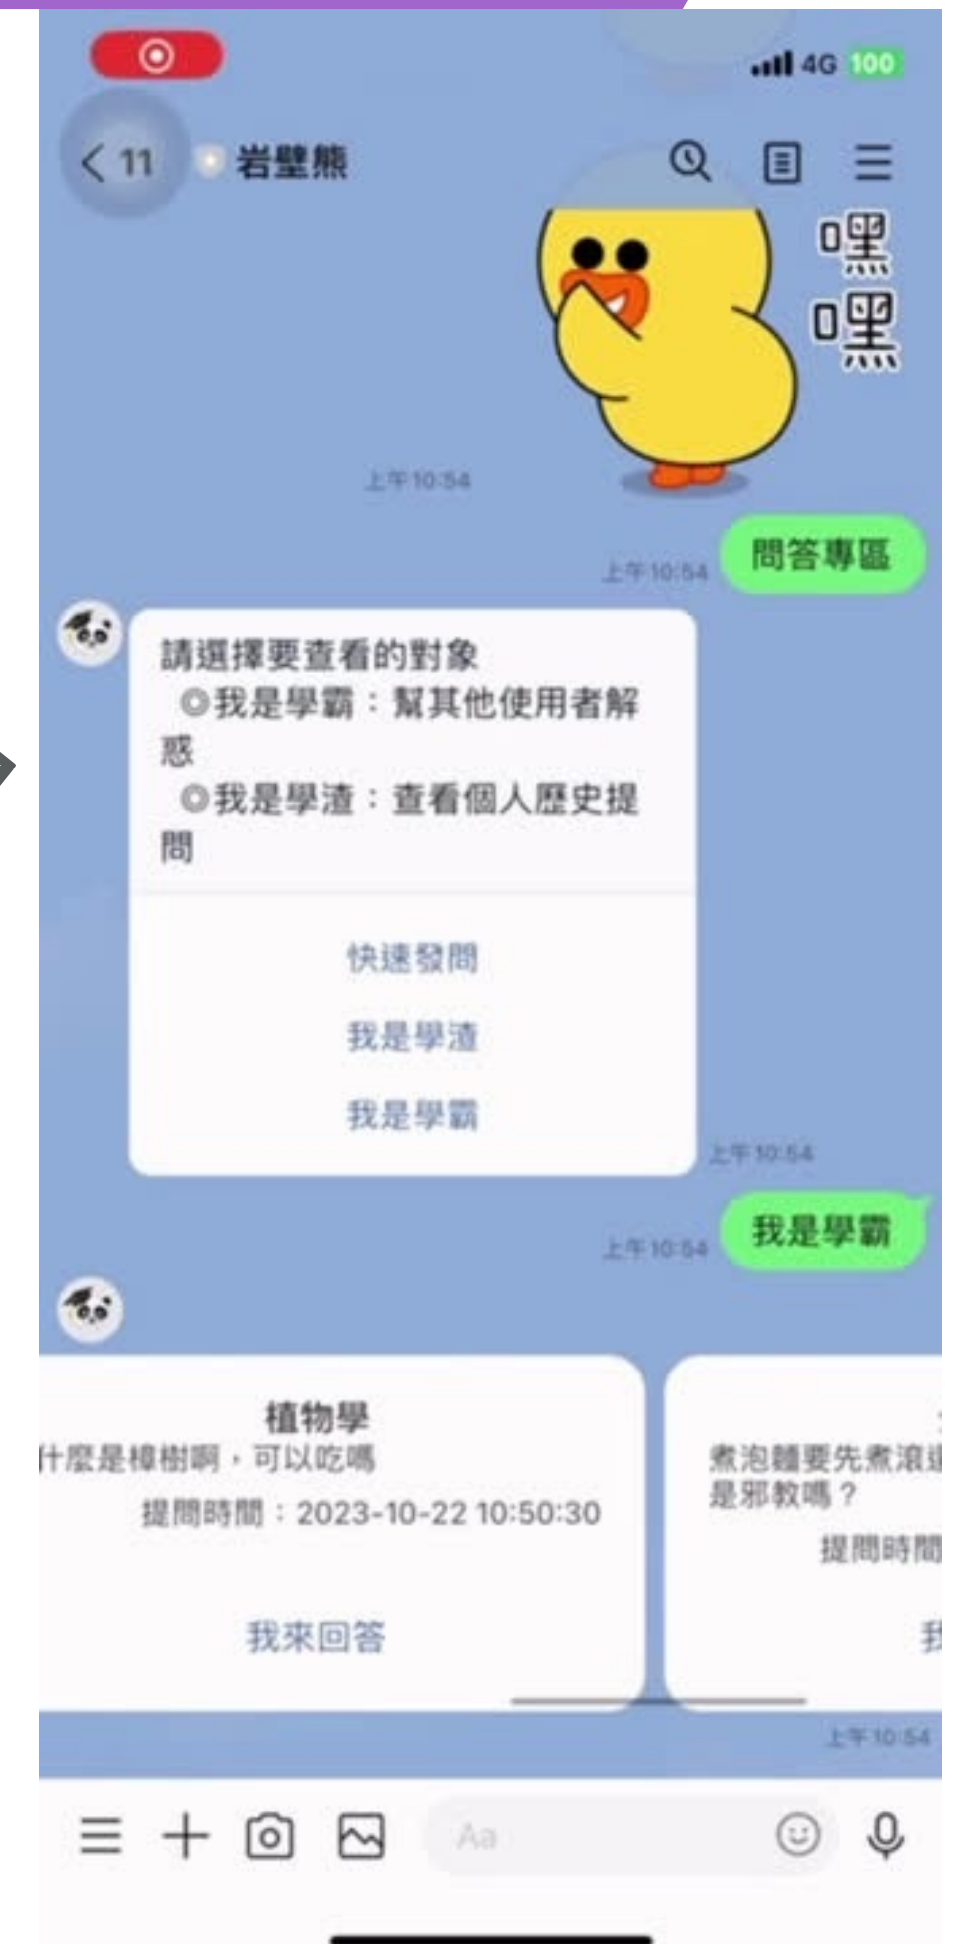 4G 100
11 岩壁熊
嘿
嘿
上午10:54
問答專區
上午10:54
請選擇要查看的對象
◎我是學霸：幫其他使用者解
惑
◎我是學渣：查看個人歷史提
問
快速發問
我是學渣
我是學霸
上午10:54
我是學霸
上午10:54
植物學
什麼是樟樹啊，可以吃嗎
提問時間：2023-10-22 10:50:30
我來回答
煮泡麵要先煮滾
是邪教嗎？
提問時間
上午10:54
Aa